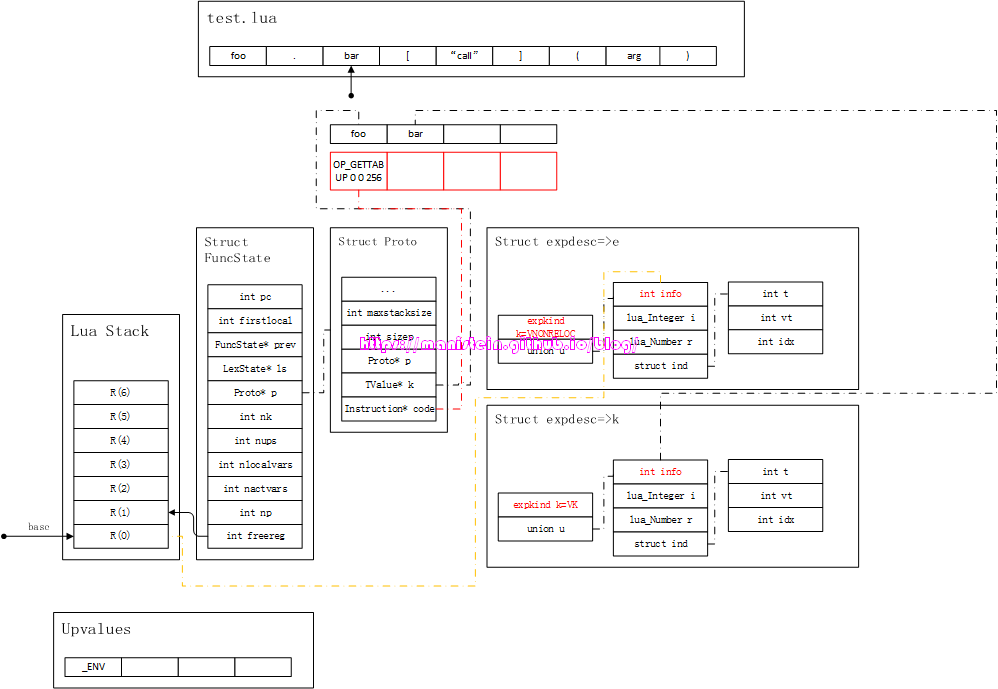 test.lua
foo . bar [ “call” ] ( arg )
foo bar
OP_GETTAB
UP 0 0 256
Struct
FuncState
int pc
int firstlocal
FuncState* prev
LexState* ls
Proto* p
int nk
int nups
int nlocalvars
int nactvars
int np
int freereg
Struct Proto
...
int maxstacksize
int sizep
Proto* p
TValue* k
Instruction* code
Struct expdesc=>e
expkind
k=VNONRELOC
union u
int info
lua_Integer i
lua_Number r
struct ind
int t
int vt
int idx
https://manistein.github.io/blog/
Struct expdesc=>k
expkind k=VK
union u
int info
lua_Integer i
lua_Number r
struct ind
int t
int vt
int idx
Lua Stack
R(6)
R(5)
R(4)
R(3)
R(2)
R(1)
R(0)
base
Upvalues
_ENV